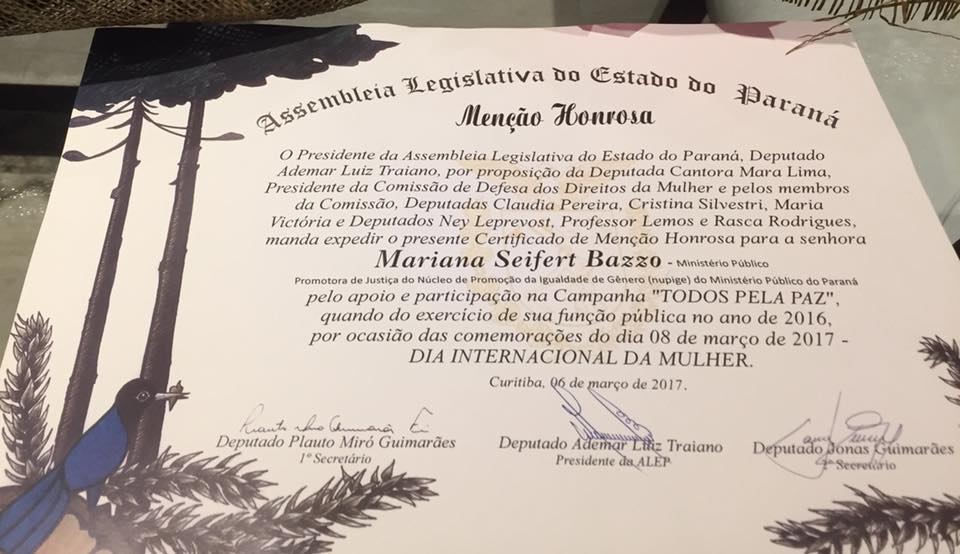 Assembleia Legislativa do Estado do Paraná
Menção Honrosa
O Presidente da Assembleia Legislativa do Estado do Paraná, Deputado
Ademar Luiz Traiano, por proposição da Deputada Cantora Mara Lima,
Presidente da Comissão de Defesa dos Direitos da Mulher e pelos membros
da Comissão, Deputadas Claudia Pereira, Cristina Silvestri, Maria
Victória e Deputados Ney Leprevost, Professor Lemos e Rasca Rodrigues,
manda expedir o presente Certificado de Menção Honrosa para a senhora
Mariana Seifert Bazzo - Ministério Público
Promotora de Justiça do Núcleo de Promoção da Igualdade de Gênero (nupige) do Ministério Público do Paraná
pelo apoio e participação na Campanha "TODOS PELA PAZ",
quando do exercício de sua função pública no ano de 2016,
por ocasião das comemorações do dia 08 de março de 2017 -
DIA INTERNACIONAL DA MULHER.
Curitiba, 06 de março de 2017.
Deputado Plauto Miró Guimarães
1º Secretário
Deputado Ademar Luiz Traiano
Presidente da ALEP
Deputado Jonas Guimarães
Secretário